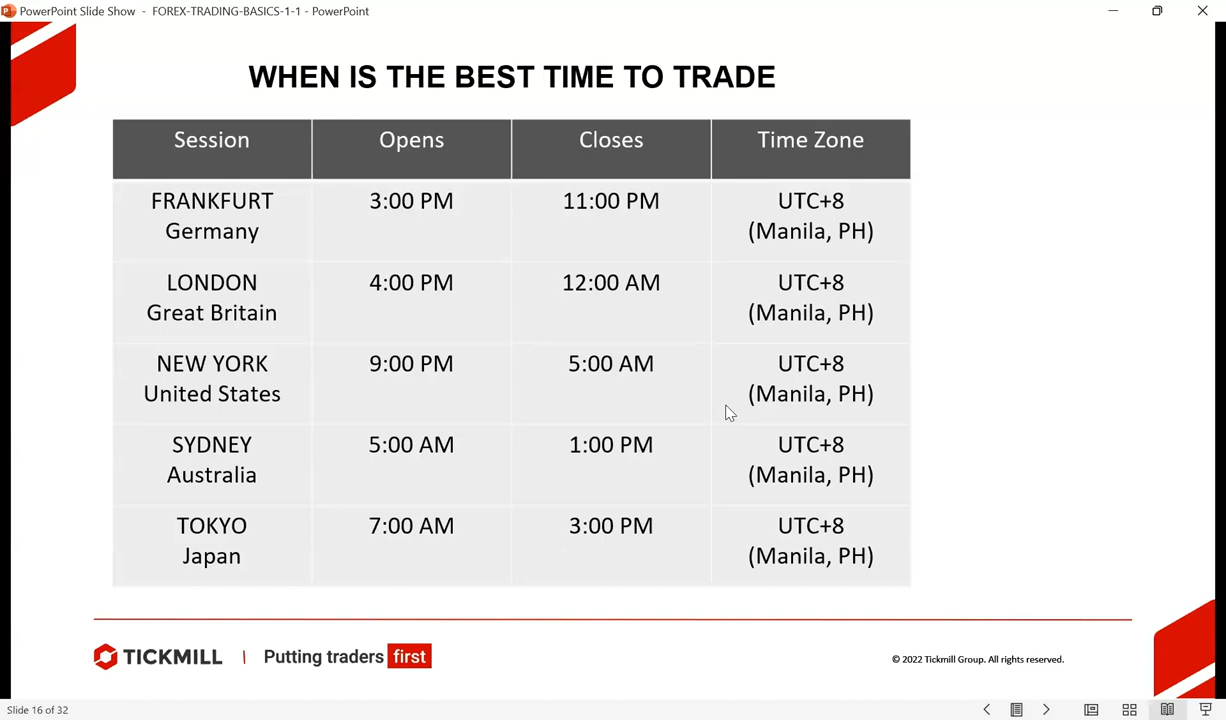 PowerPoint Slide Show - FOREX-TRADING-BASICS-1-1 - PowerPoint
WHEN IS THE BEST TIME TO TRADE
Session Opens Closes Time Zone
FRANKFURT 3:00 PM 11:00 PM UTC+8
Germany (Manila, PH)
LONDON 4:00 PM 12:00 AM UTC+8
Great Britain (Manila, PH)
NEW YORK 9:00 PM 5:00 AM UTC+8
United States (Manila, PH)
SYDNEY 5:00 AM 1:00 PM UTC+8
Australia (Manila, PH)
TOKYO 7:00 AM 3:00 PM UTC+8
Japan (Manila, PH)
TICKMILL | Putting traders first
© 2022 Tickmill Group. All rights reserved.
Slide 16 of 32